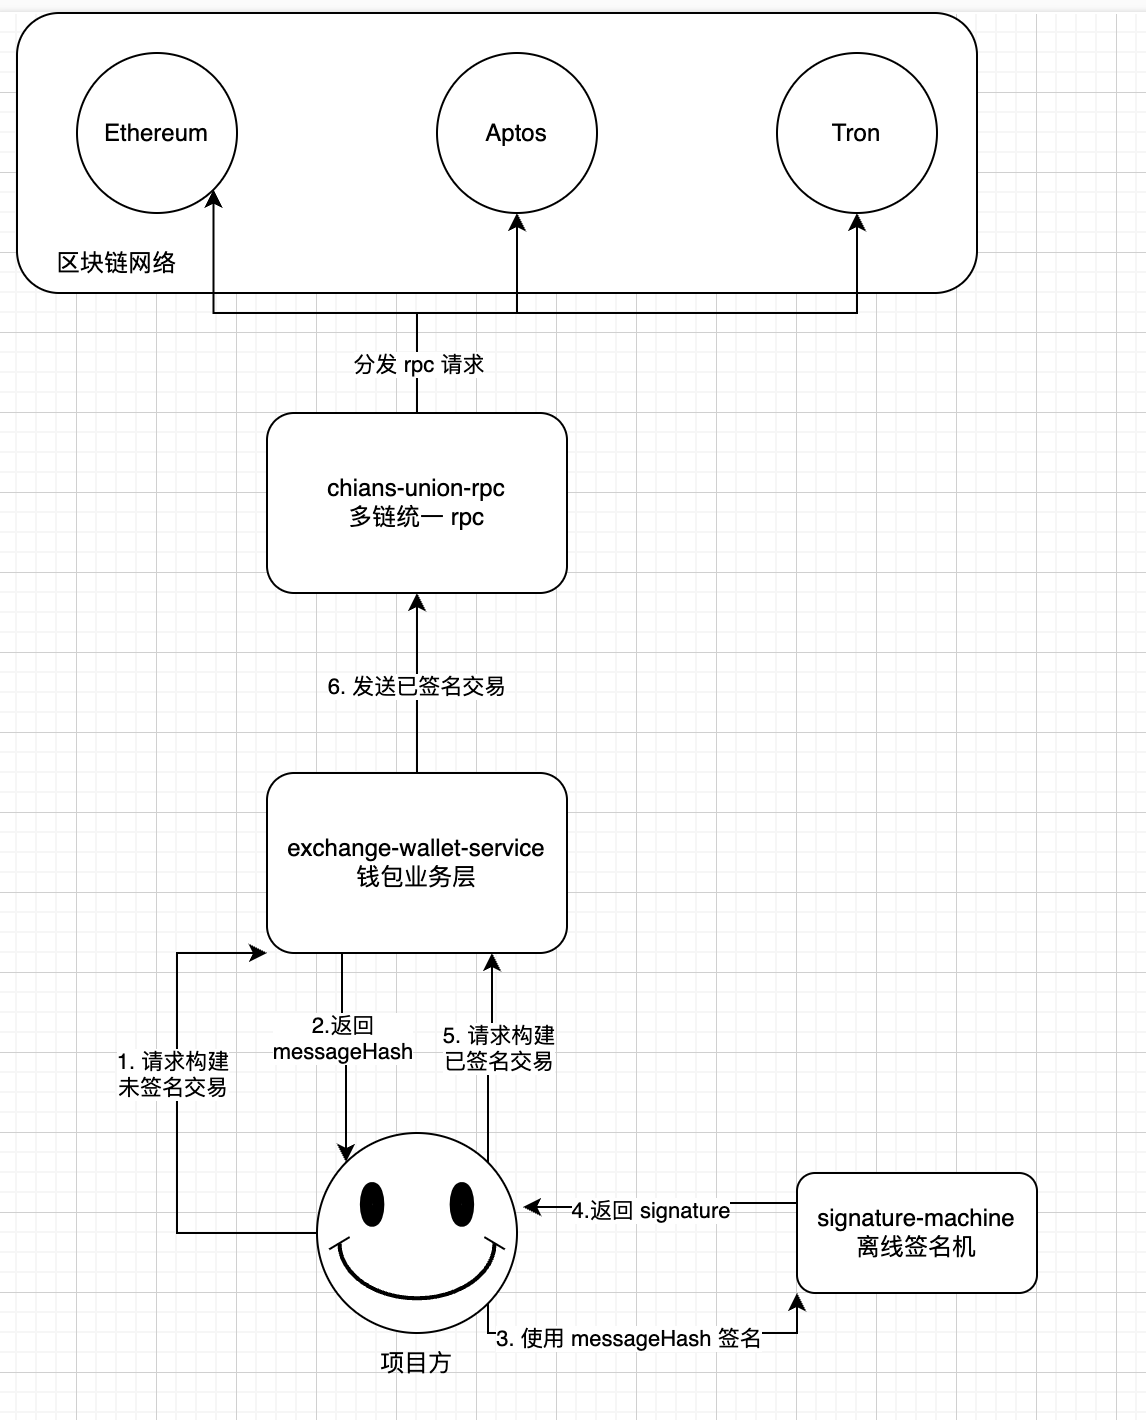 Ethereum
Aptos
Tron
区块链网络
分发 rpc 请求
chians-union-rpc
多链统一 rpc
6. 发送已签名交易
exchange-wallet-service
钱包业务层
2.返回
messageHash
5. 请求构建
已签名交易
1. 请求构建
未签名交易
4.返回 signature
signature-machine
离线签名机
3. 使用 messageHash 签名
项目方